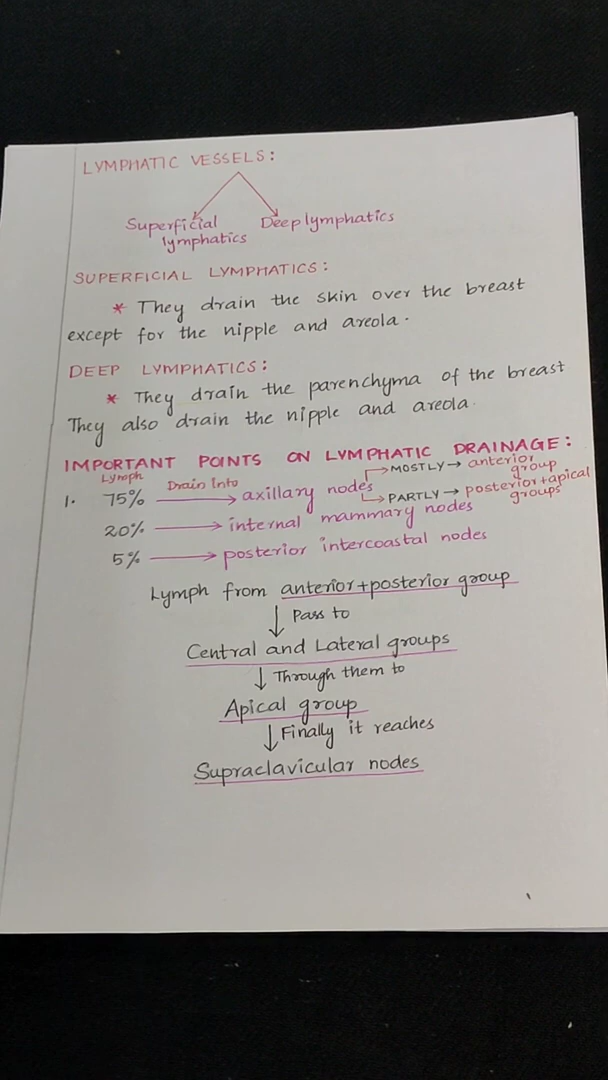 LYMPHATIC VESSELS:
Superficial lymphatics
Deep lymphatics
SUPERFICIAL LYMPHATICS:
* They drain the skin over the breast
except for the nipple and areola.
DEEP LYMPHATICS:
* They drain the parenchyma of the breast
They also drain the nipple and areola.
IMPORTANT POINTS ON LYMPHATIC DRAINAGE:
Lymph
1. 75% Drain Into → axillary nodes → MOSTLY → anterior group
→ PARTLY → posterior + apical groups
20% → internal mammary nodes
5% → posterior intercoastal nodes
Lymph from anterior + posterior group
↓ Pass to
Central and Lateral groups
↓ Through them to
Apical group
↓ Finally it reaches
Supraclavicular nodes